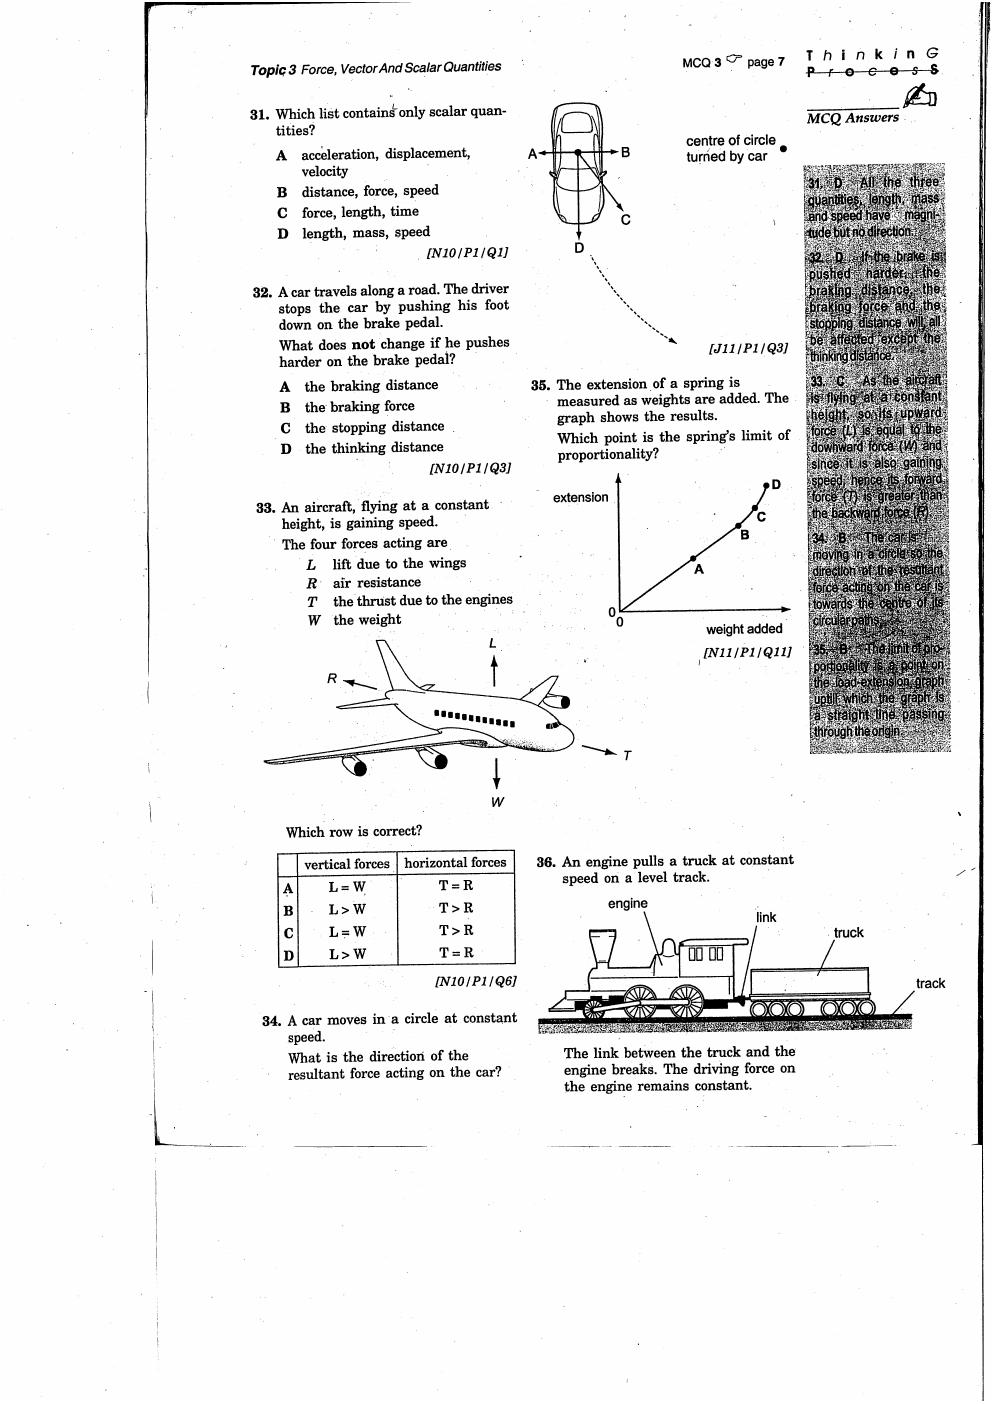 Topic 3 Force, Vector And Scalar Quantities
MCQ 3 ☞ page 7
ThinkinG
ProcesS
MCQ Answers
31. Which list contains only scalar quan-
tities?
A acceleration, displacement,
velocity
B distance, force, speed
C force, length, time
D length, mass, speed
[N10/P1/Q1]
32. A car travels along a road. The driver
stops the car by pushing his foot
down on the brake pedal.
What does not change if he pushes
harder on the brake pedal?
A the braking distance
B the braking force
C the stopping distance
D the thinking distance
[N10/P1/Q3]
33. An aircraft, flying at a constant
height, is gaining speed.
The four forces acting are
L lift due to the wings
R air resistance
T the thrust due to the engines
W the weight
L
R
T
W
Which row is correct?
vertical forces horizontal forces
A L = W T = R
B L > W T > R
C L = W T > R
D L > W T = R
[N10/P1/Q6]
34. A car moves in a circle at constant
speed.
What is the direction of the
resultant force acting on the car?
A
B
C
D
centre of circle
turned by car
[J11/P1/Q3]
35. The extension of a spring is
measured as weights are added. The
graph shows the results.
Which point is the spring's limit of
proportionality?
extension
D
C
B
A
0
0
weight added
[N11/P1/Q11]
36. An engine pulls a truck at constant
speed on a level track.
engine
link
truck
track
The link between the truck and the
engine breaks. The driving force on
the engine remains constant.
31. D All the three
quantities, length, mass
and speed have magni-
tude but no direction.
32. D If the brake is
pushed harder, the
braking distance, the
braking force and the
stopping distance will all
be affected except the
thinking distance.
33. C As the aircraft
is flying at a constant
height, so its upward
force (L) is equal to the
downward force (W) and
since it is also gaining
speed, hence its forward
force (T) is greater than
the backward force (R).
34. B The car is
moving in a circle so the
direction of the resultant
force acting on the car is
towards the centre of its
circular paths.
35. B The limit of pro-
portionality is a point on
the load-extension graph
uptill which the graph is
a straight line passing
through the origin.